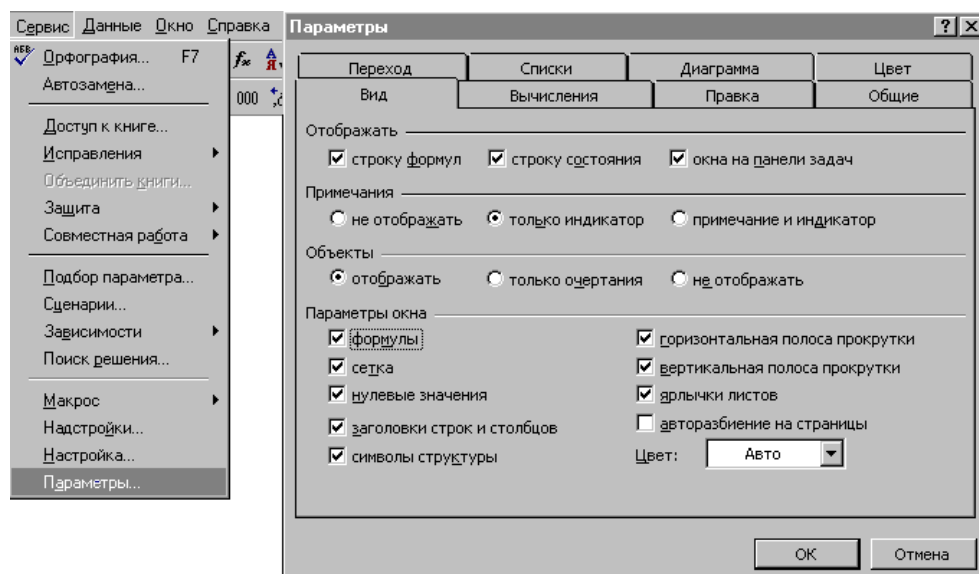 Сервис Данные Окно Справка
АБВ Орфография... F7
Автозамена...
Доступ к книге...
Исправления
Объединить книги...
Защита
Совместная работа
Подбор параметра...
Сценарии...
Зависимости
Поиск решения...
Макрос
Надстройки...
Настройка...
Параметры...
000
Параметры
Переход Списки Диаграмма Цвет
Вид Вычисления Правка Общие
Отображать
строку формул строку состояния окна на панели задач
Примечания
не отображать только индикатор примечание и индикатор
Объекты
отображать только очертания не отображать
Параметры окна
формулы горизонтальная полоса прокрутки
сетка вертикальная полоса прокрутки
нулевые значения ярлычки листов
заголовки строк и столбцов авторазбиение на страницы
символы структуры Цвет: Авто
ОК Отмена